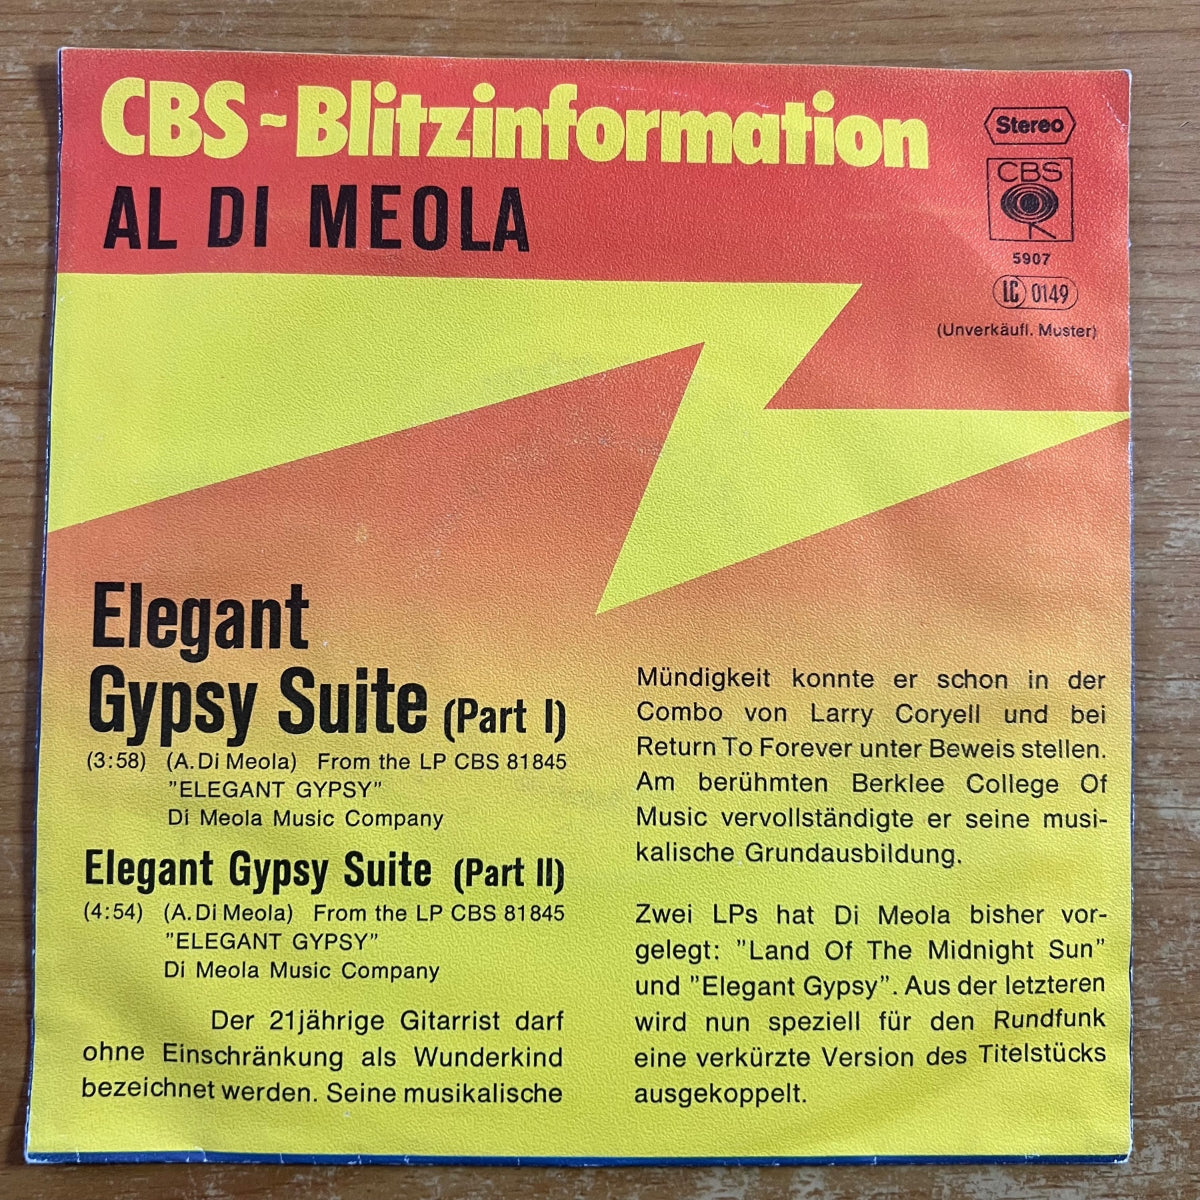 CBS-Blitzinformation
AL DI MEOLA
Stereo
CBS
5907
LC 0149
(Unverkäufl. Muster)
Elegant
Gypsy Suite (Part I)
(3:58) (A. Di Meola) From the LP CBS 81845
"ELEGANT GYPSY"
Di Meola Music Company
Elegant Gypsy Suite (Part II)
(4:54) (A. Di Meola) From the LP CBS 81845
"ELEGANT GYPSY"
Di Meola Music Company
Der 21jährige Gitarrist darf
ohne Einschränkung als Wunderkind
bezeichnet werden. Seine musikalische
Mündigkeit konnte er schon in der
Combo von Larry Coryell und bei
Return To Forever unter Beweis stellen.
Am berühmten Berklee College Of
Music vervollständigte er seine musi-
kalische Grundausbildung.
Zwei LPs hat Di Meola bisher vor-
gelegt: "Land Of The Midnight Sun"
und "Elegant Gypsy". Aus der letzteren
wird nun speziell für den Rundfunk
eine verkürzte Version des Titelstücks
ausgekoppelt.